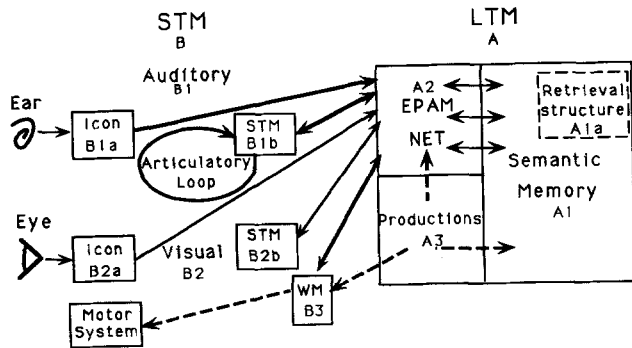 STM
B
LTM
A
Auditory
B1
Ear
Icon
B1a
STM
B1b
Articulatory
Loop
A2
EPAM
NET
Retrieval
structure
A1a
Semantic
Memory
A1
Eye
Icon
B2a
Visual
B2
STM
B2b
Productions
A3
WM
B3
Motor
System